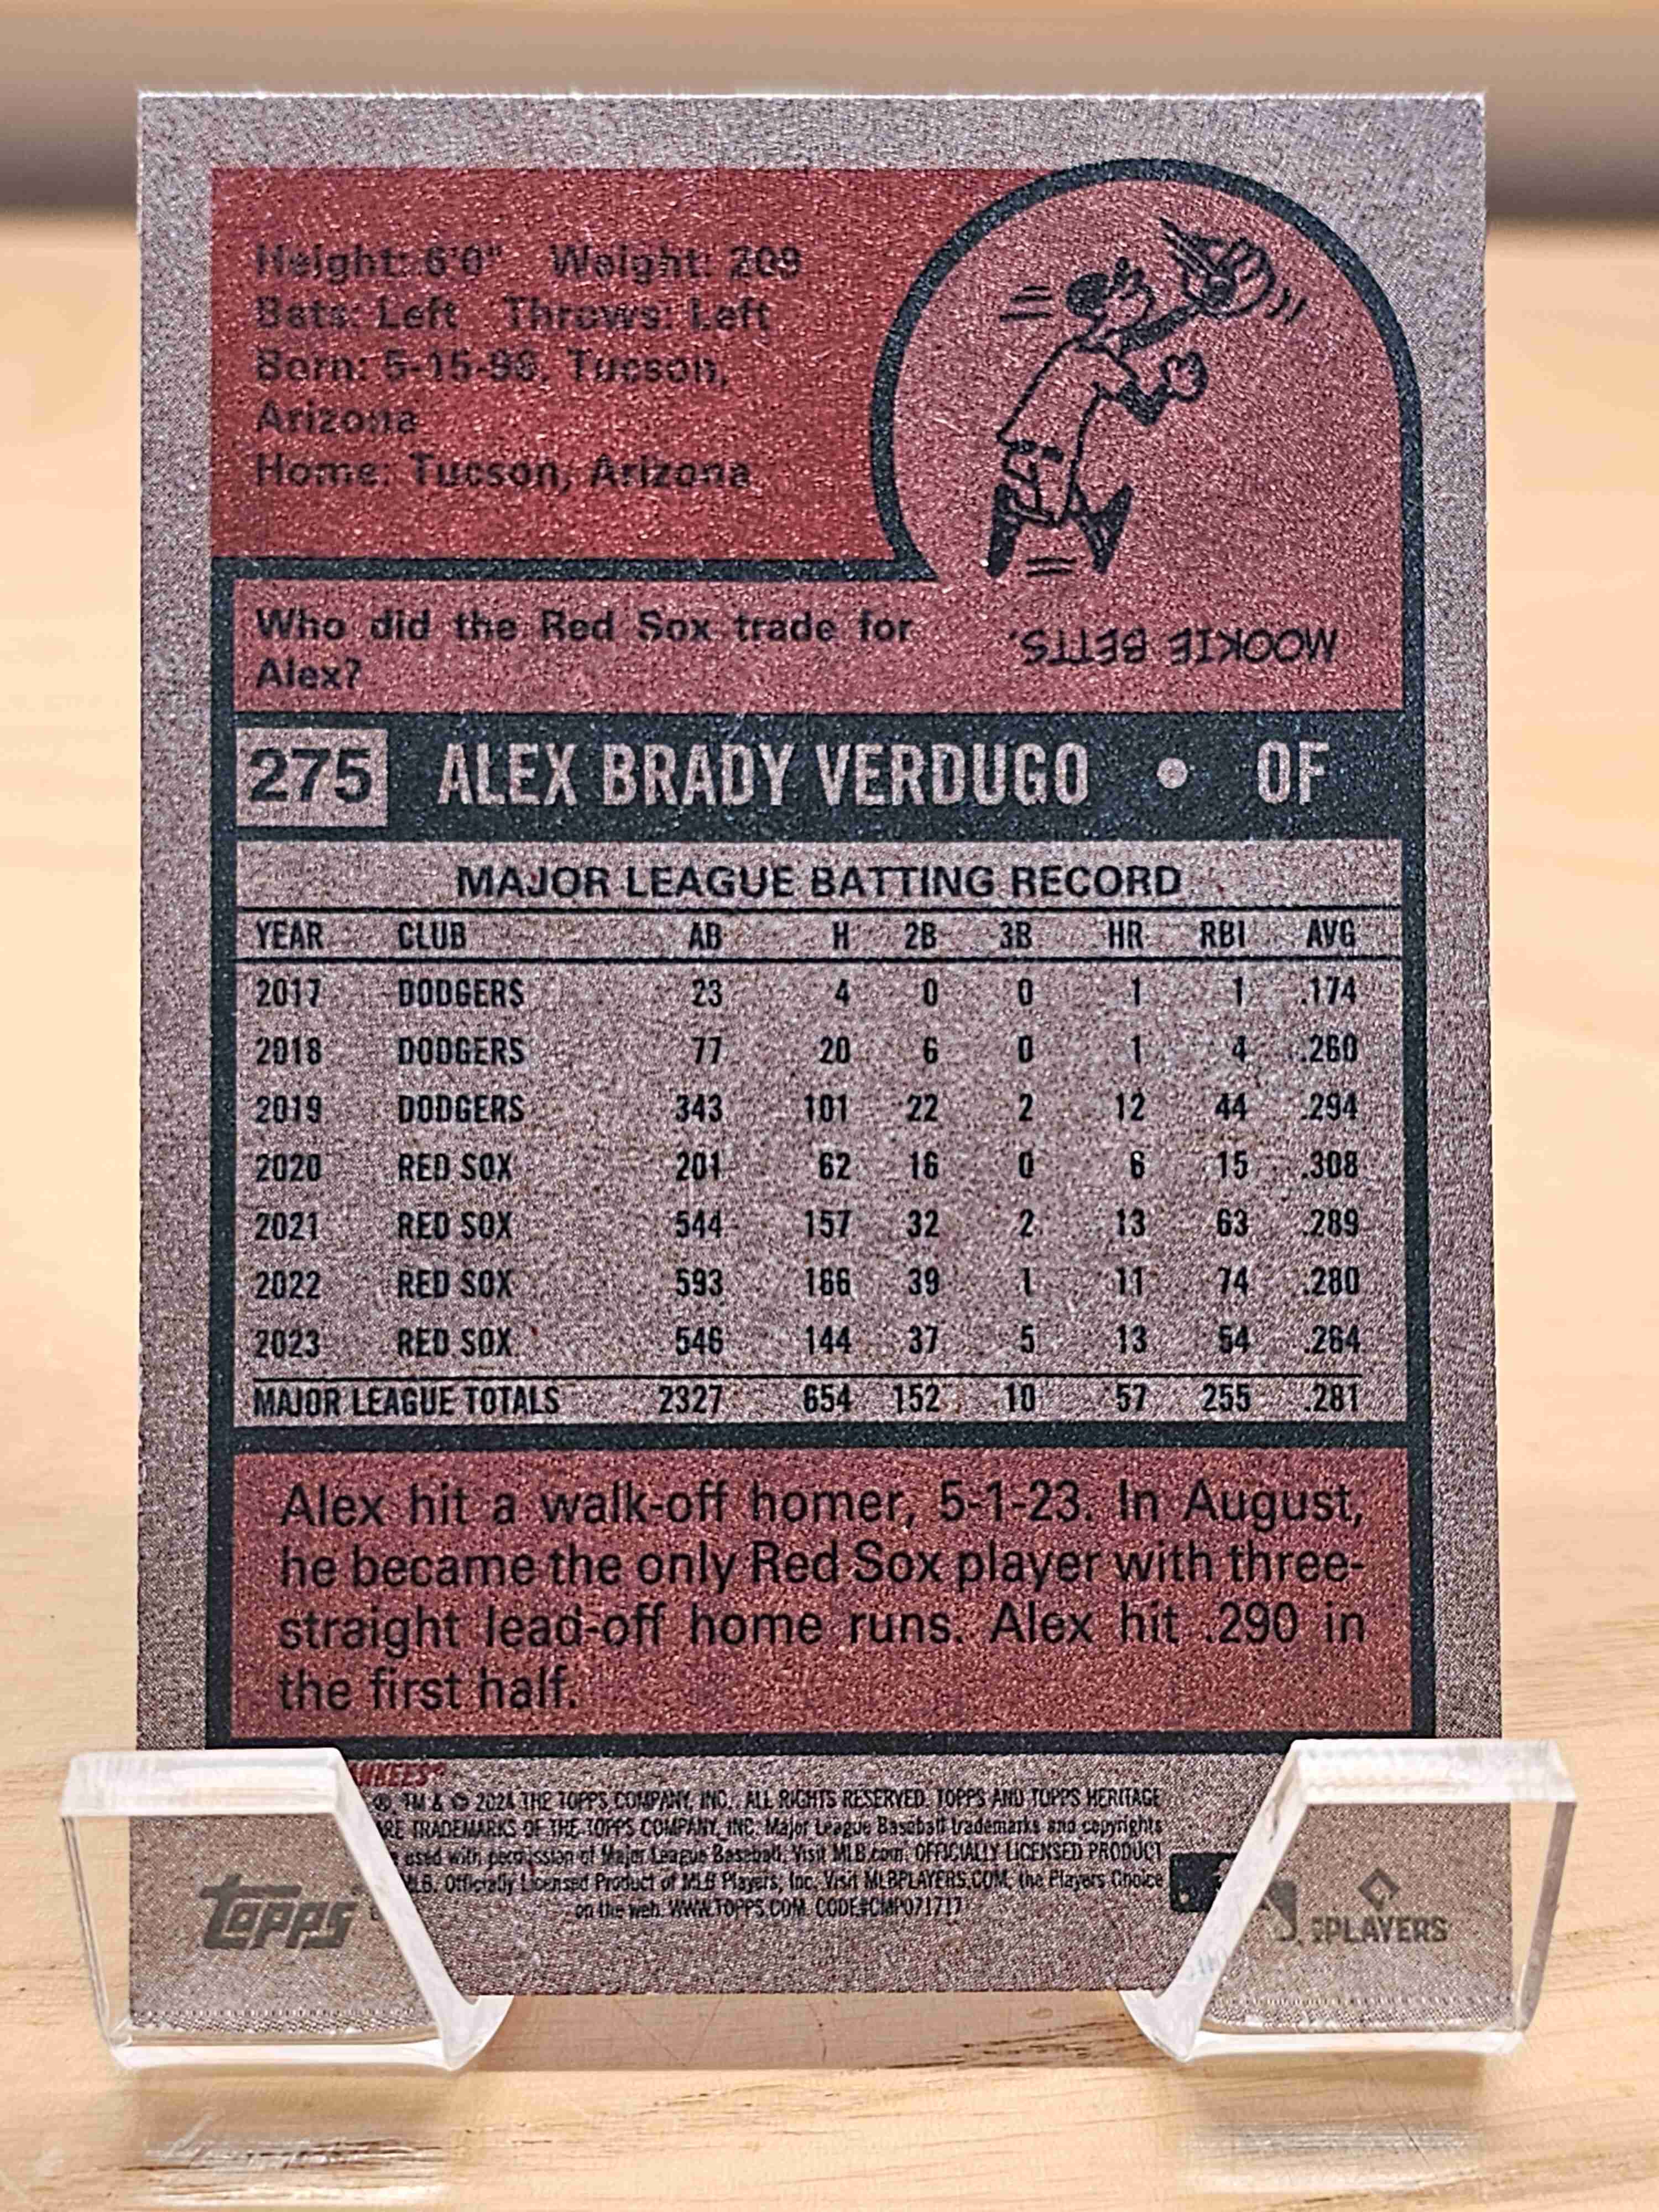 Height: 6'0" Weight: 209
Bats: Left Throws: Left
Born: 5-15-96, Tucson,
Arizona
Home: Tucson, Arizona
Who did the Red Sox trade for
Alex?
MOOKIE BETTS.
275 ALEX BRADY VERDUGO • OF
MAJOR LEAGUE BATTING RECORD
YEAR CLUB AB H 2B 3B HR RBI AVG
2017 DODGERS 23 4 0 0 1 1 .174
2018 DODGERS 77 20 6 0 1 4 .260
2019 DODGERS 343 101 22 2 12 44 .294
2020 RED SOX 201 62 16 0 6 15 .308
2021 RED SOX 544 157 32 2 13 63 .289
2022 RED SOX 593 166 39 1 11 74 .280
2023 RED SOX 546 144 37 5 13 54 .264
MAJOR LEAGUE TOTALS 2327 654 152 10 57 255 .281
Alex hit a walk-off homer, 5-1-23. In August,
he became the only Red Sox player with three-
straight lead-off home runs. Alex hit .290 in
the first half.
®, TM & © 2024 THE TOPPS COMPANY, INC. ALL RIGHTS RESERVED. TOPPS AND TOPPS HERITAGE
TRADEMARKS OF THE TOPPS COMPANY, INC. Major League Baseball trademarks and copyrights
used with permission of Major League Baseball. Visit MLB.com. OFFICIALLY LICENSED PRODUCT
Officially Licensed Product of MLB Players, Inc. Visit MLBPLAYERS.COM, the Players Choice
on the web. WWW.TOPPS.COM. CODE#CMP071717
topps
PLAYERS